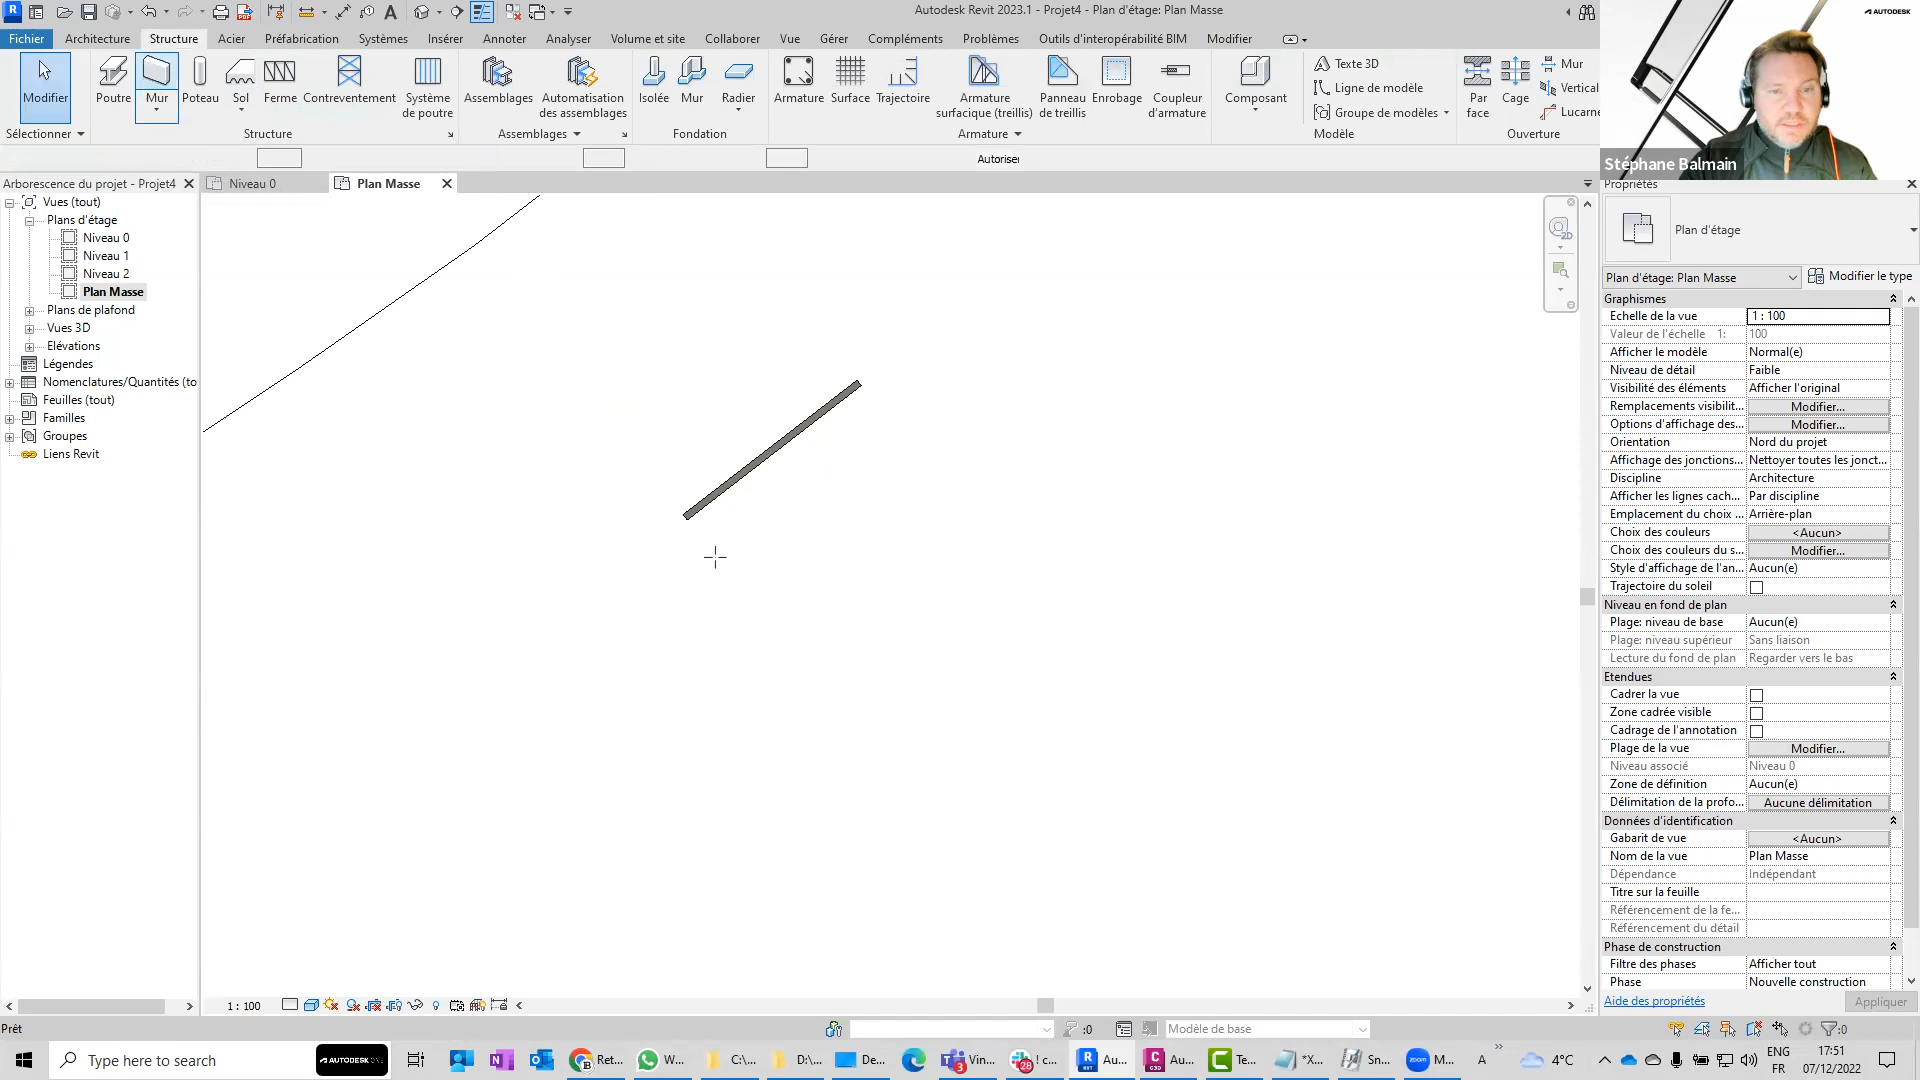 Autodesk Revit 2023.1 - Projet4 - Plan d'étage: Plan Masse
AUTODESK
Fichier Architecture Structure Acier Préfabrication Systèmes Insérer Annoter Analyser Volume et site Collaborer Vue Gérer Compléments Problèmes Outils d'interopérabilité BIM Modifier
Modifier
Poutre
Mur
Poteau
Sol
Ferme
Contreventement
Système de poutre
Assemblages
Automatisation des assemblages
Isolée
Mur
Radier
Armature
Surface
Trajectoire
Armature surfacique (treillis)
Panneau de treillis
Enrobage
Coupleur d'armature
Composant
Texte 3D
Ligne de modèle
Groupe de modèles
Par face
Cage
Mur
Vertical
Lucarne
Sélectionner
Structure
Assemblages
Fondation
Armature
Modèle
Ouverture
Stéphane Balmain
Autoriser
Arborescence du projet - Projet4
Niveau 0
Plan Masse
Vues (tout)
Plans d'étage
Niveau 0
Niveau 1
Niveau 2
Plan Masse
Plans de plafond
Vues 3D
Elévations
Légendes
Nomenclatures/Quantités (to
Feuilles (tout)
Familles
Groupes
Liens Revit
2D
Propriétés
Plan d'étage
Plan d'étage: Plan Masse Modifier le type
Graphismes
Echelle de la vue 1 : 100
Valeur de l'échelle 1: 100
Afficher le modèle Normal(e)
Niveau de détail Faible
Visibilité des éléments Afficher l'original
Remplacements visibilit... Modifier...
Options d'affichage des... Modifier...
Orientation Nord du projet
Affichage des jonctions... Nettoyer toutes les jonct...
Discipline Architecture
Afficher les lignes cach... Par discipline
Emplacement du choix ... Arrière-plan
Choix des couleurs <Aucun>
Choix des couleurs du s... Modifier...
Style d'affichage de l'an... Aucun(e)
Trajectoire du soleil
Niveau en fond de plan
Plage: niveau de base Aucun(e)
Plage: niveau supérieur Sans liaison
Lecture du fond de plan Regarder vers le bas
Etendues
Cadrer la vue
Zone cadrée visible
Cadrage de l'annotation
Plage de la vue Modifier...
Niveau associé Niveau 0
Zone de définition Aucun(e)
Délimitation de la profo... Aucune délimitation
Données d'identification
Gabarit de vue <Aucun>
Nom de la vue Plan Masse
Dépendance Indépendant
Titre sur la feuille
Référencement de la fe...
Référencement du détail
Phase de construction
Filtre des phases Afficher tout
Phase Nouvelle construction
Aide des propriétés Appliquer
1 : 100
Prêt
:0
Modèle de base
:0
Type here to search
AUTODESK
Ret...
W...
C:\...
D:\...
De...
3
Vin...
28
! c...
Au...
Au...
Te...
*X...
Sn...
zoom
M...
A
4°C
ENG
FR
17:51
07/12/2022